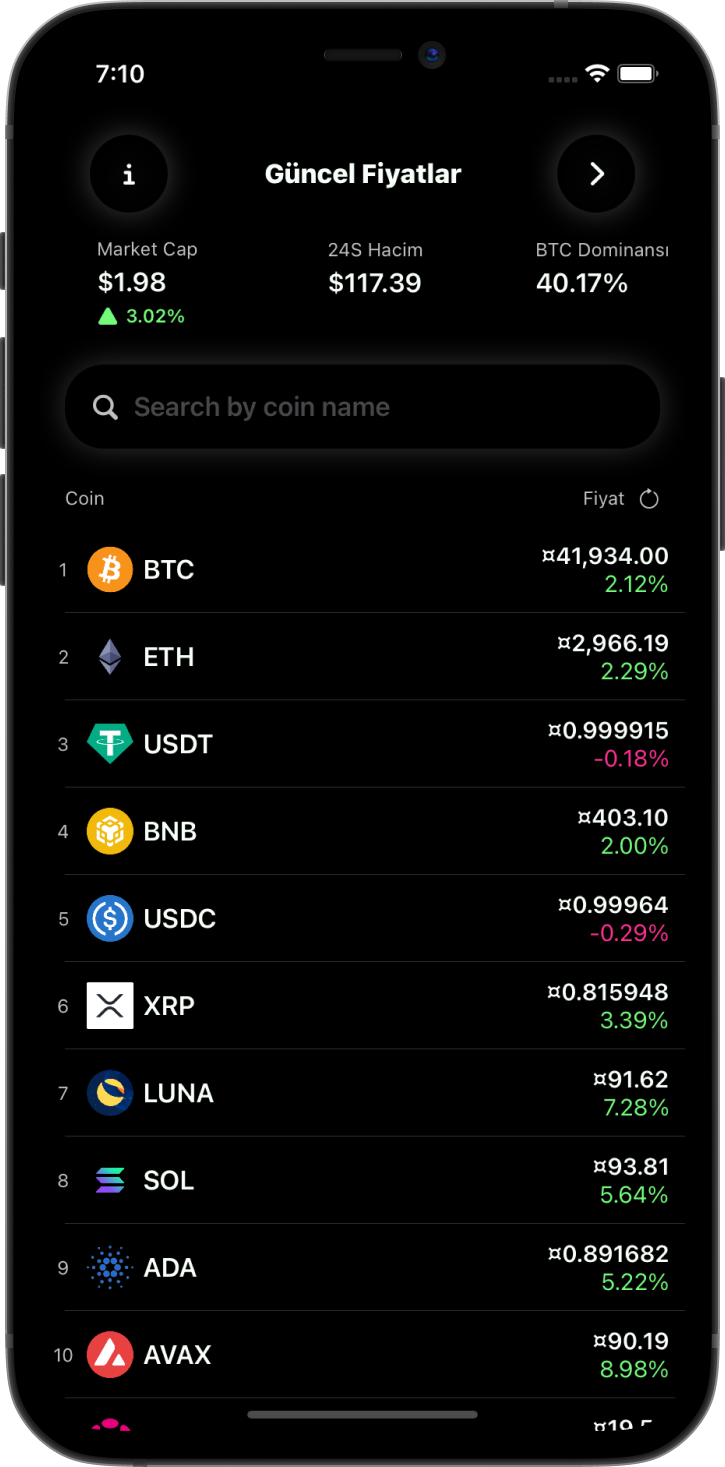 7:10
i
Güncel Fiyatlar
Market Cap
$1.98
3.02%
24S Hacim
$117.39
BTC Dominansı
40.17%
Search by coin name
Coin
Fiyat
1 BTC ¤41,934.00
2.12%
2 ETH ¤2,966.19
2.29%
3 USDT ¤0.999915
-0.18%
4 BNB ¤403.10
2.00%
5 USDC ¤0.99964
-0.29%
6 XRP ¤0.815948
3.39%
7 LUNA ¤91.62
7.28%
8 SOL ¤93.81
5.64%
9 ADA ¤0.891682
5.22%
10 AVAX ¤90.19
8.98%